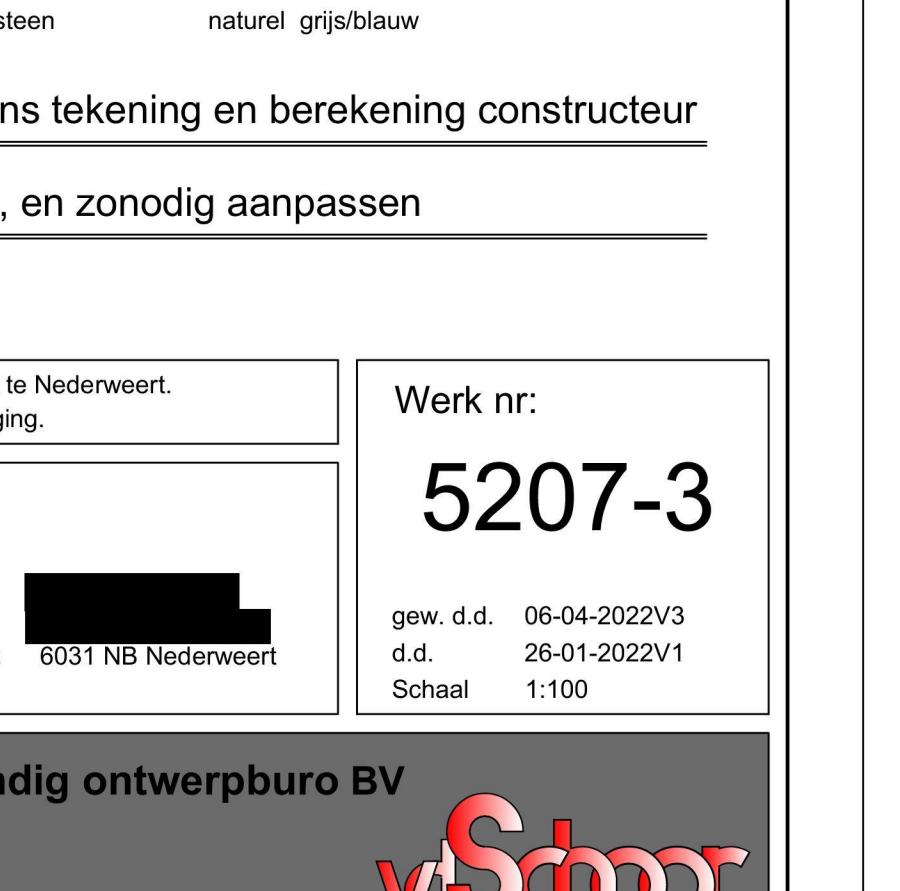 steen naturel grijs/blauw
ns tekening en berekening constructeur
, en zonodig aanpassen
te Nederweert.
ging.
Werk nr:
5207-3
gew. d.d. 06-04-2022V3
d.d. 26-01-2022V1
Schaal 1:100
: 6031 NB Nederweert
ndig ontwerpburo BV
vdSchoor